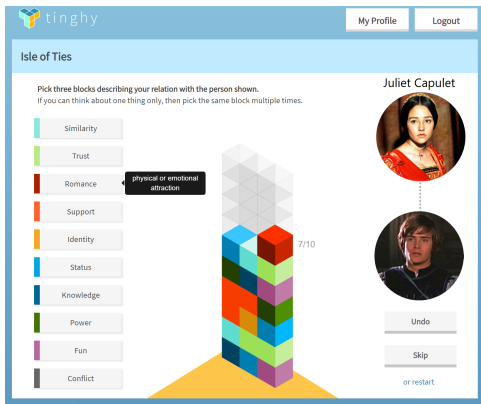 tinghy
My Profile
Logout
Isle of Ties
Pick three blocks describing your relation with the person shown.
If you can think about one thing only, then pick the same block multiple times.
Juliet Capulet
Similarity
Trust
Romance
physical or emotional
attraction
Support
Identity
Status
Knowledge
Power
Fun
Conflict
7/10
Undo
Skip
or restart